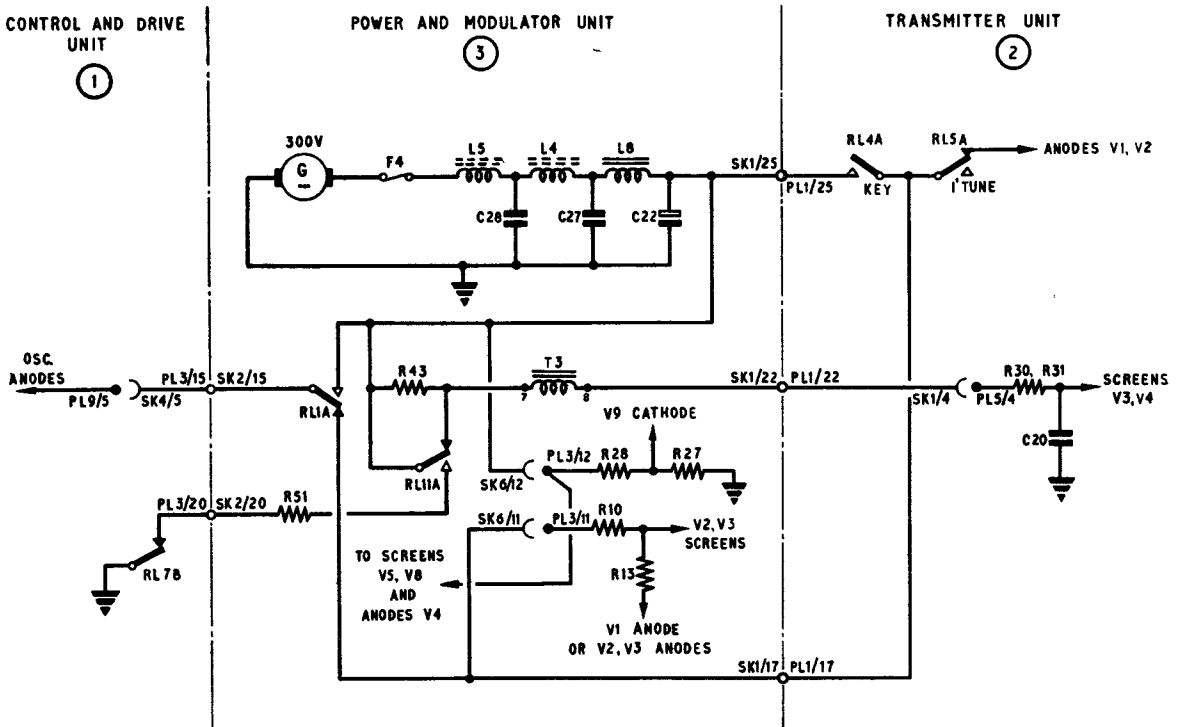 CONTROL AND DRIVE
UNIT
1
POWER AND MODULATOR UNIT
3
TRANSMITTER UNIT
2
300V
G
F4
L5
L4
L8
C28
C27
C22
SK1/25
PL1/25
RL4A
KEY
RL5A
I' TUNE
ANODES V1, V2
OSC.
ANODES
PL9/5
SK4/5
PL3/15
SK2/15
RL1A
R43
T3
7
8
SK1/22
PL1/22
SK1/4
PL5/4
R30, R31
SCREENS
V3, V4
C20
RL11A
V9 CATHODE
SK6/12
PL3/12
R28
R27
PL3/20
SK2/20
R51
RL7B
SK6/11
PL3/11
R10
V2, V3
SCREENS
R13
TO SCREENS
V5, V8
AND
ANODES V4
V1 ANODE
OR V2, V3 ANODES
SK1/17
PL1/17